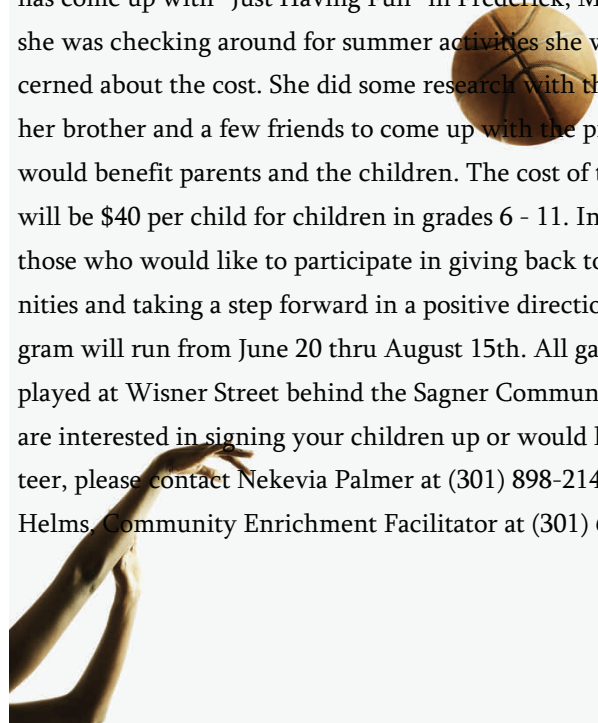 has come up with "Just Having Fun" in Frederick, M
she was checking around for summer activities she
cerned about the cost. She did some research with
her brother and a few friends to come up with the
would benefit parents and the children. The cost of
will be $40 per child for children in grades 6 - 11. In
those who would like to participate in giving back to
nities and taking a step forward in a positive directio
gram will run from June 20 thru August 15th. All ga
played at Wisner Street behind the Sagner Commun
are interested in signing your children up or would
teer, please contact Nekevia Palmer at (301) 898-214
Helms, Community Enrichment Facilitator at (301)